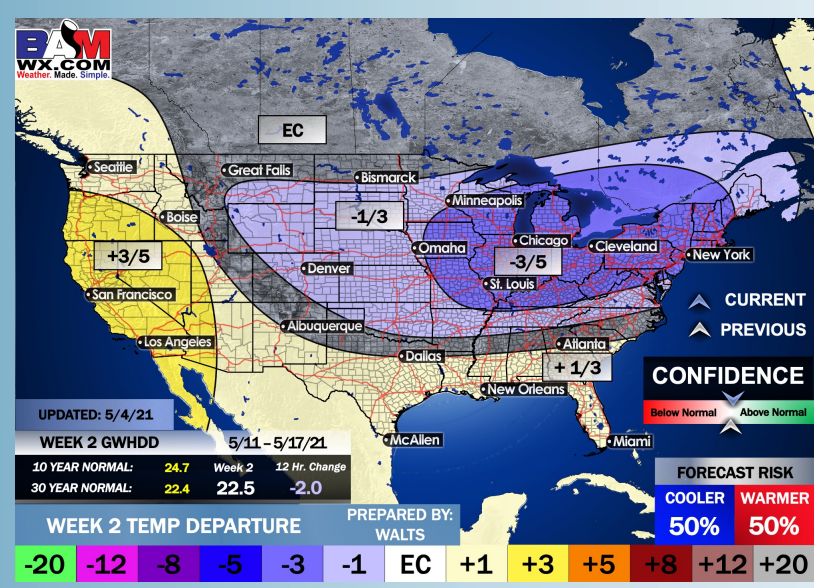 BAM
WX.COM
Weather. Made. Simple.
EC
Seattle
Great Falls
Bismarck
Minneapolis
Boise
-1/3
+3/5
Omaha
Chicago
Cleveland
New York
-3/5
Denver
St. Louis
San Francisco
CURRENT
PREVIOUS
Albuquerque
Los Angeles
Dallas
Atlanta
+ 1/3
New Orleans
CONFIDENCE
Below Normal
Above Normal
McAllen
Miami
UPDATED: 5/4/21
WEEK 2 GWHDD 5/11 – 5/17/21
10 YEAR NORMAL: 24.7 Week 2 12 Hr. Change
30 YEAR NORMAL: 22.4 22.5 -2.0
FORECAST RISK
COOLER WARMER
50% 50%
WEEK 2 TEMP DEPARTURE
PREPARED BY:
WALTS
-20 -12 -8 -5 -3 -1 EC +1 +3 +5 +8 +12 +20